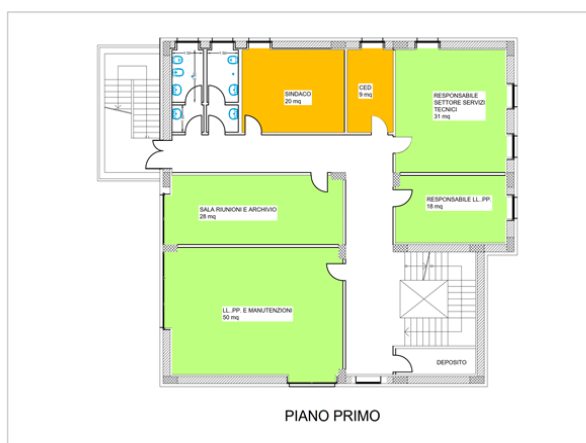 SINDACO
20 mq
CED
9 mq
RESPONSABILE
SETTORE SERVIZI
TECNICI
31 mq
SALA RIUNIONI E ARCHIVIO
28 mq
RESPONSABILE LL.PP.
18 mq
LL.PP. E MANUTENZIONI
50 mq
DEPOSITO
PIANO PRIMO